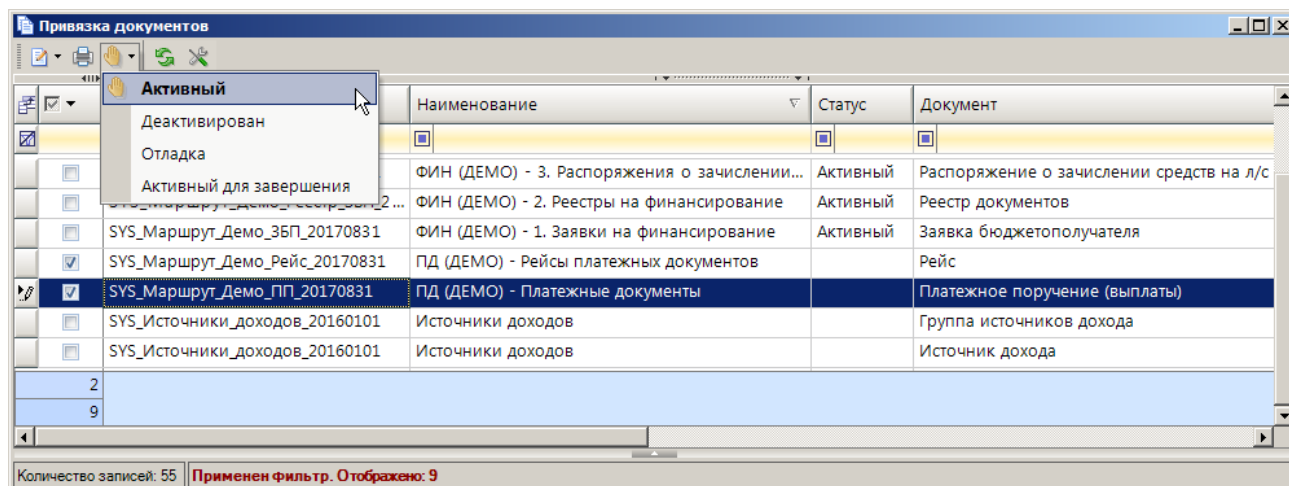 Привязка документов
Активный
Деактивирован
Отладка
Активный для завершения
Наименование Статус Документ
ФИН (ДЕМО) - 3. Распоряжения о зачислении... Активный Распоряжение о зачислении средств на л/с
ФИН (ДЕМО) - 2. Реестры на финансирование Активный Реестр документов
SYS_Маршрут_Демо_ЗБП_20170831 ФИН (ДЕМО) - 1. Заявки на финансирование Активный Заявка бюджетополучателя
SYS_Маршрут_Демо_Рейс_20170831 ПД (ДЕМО) - Рейсы платежных документов Рейс
SYS_Маршрут_Демо_ПП_20170831 ПД (ДЕМО) - Платежные документы Платежное поручение (выплаты)
SYS_Источники_доходов_20160101 Источники доходов Группа источников дохода
SYS_Источники_доходов_20160101 Источники доходов Источник дохода
2
9
Количество записей: 55 Применен фильтр. Отображено: 9